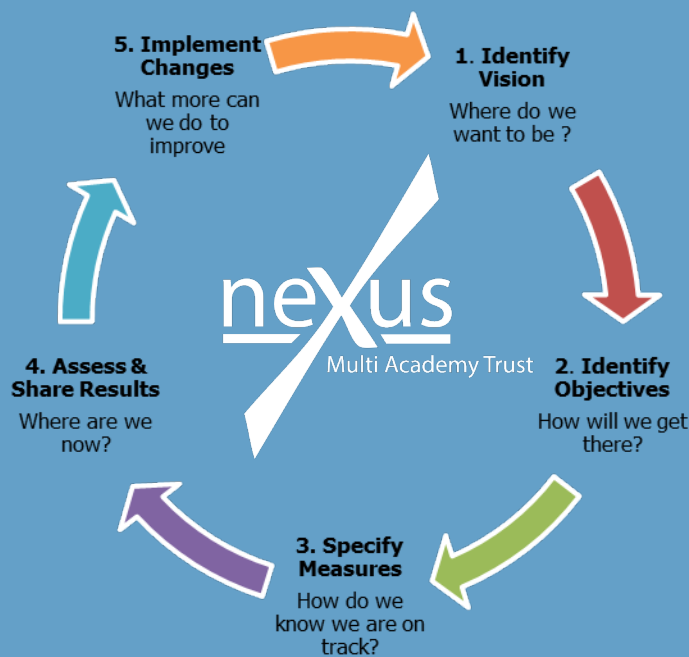 5. Implement
Changes
What more can
we do to
improve
1. Identify
Vision
Where do we
want to be ?
nexus
Multi Academy Trust
4. Assess &
Share Results
Where are we
now?
2. Identify
Objectives
How will we get
there?
3. Specify
Measures
How do we
know we are on
track?